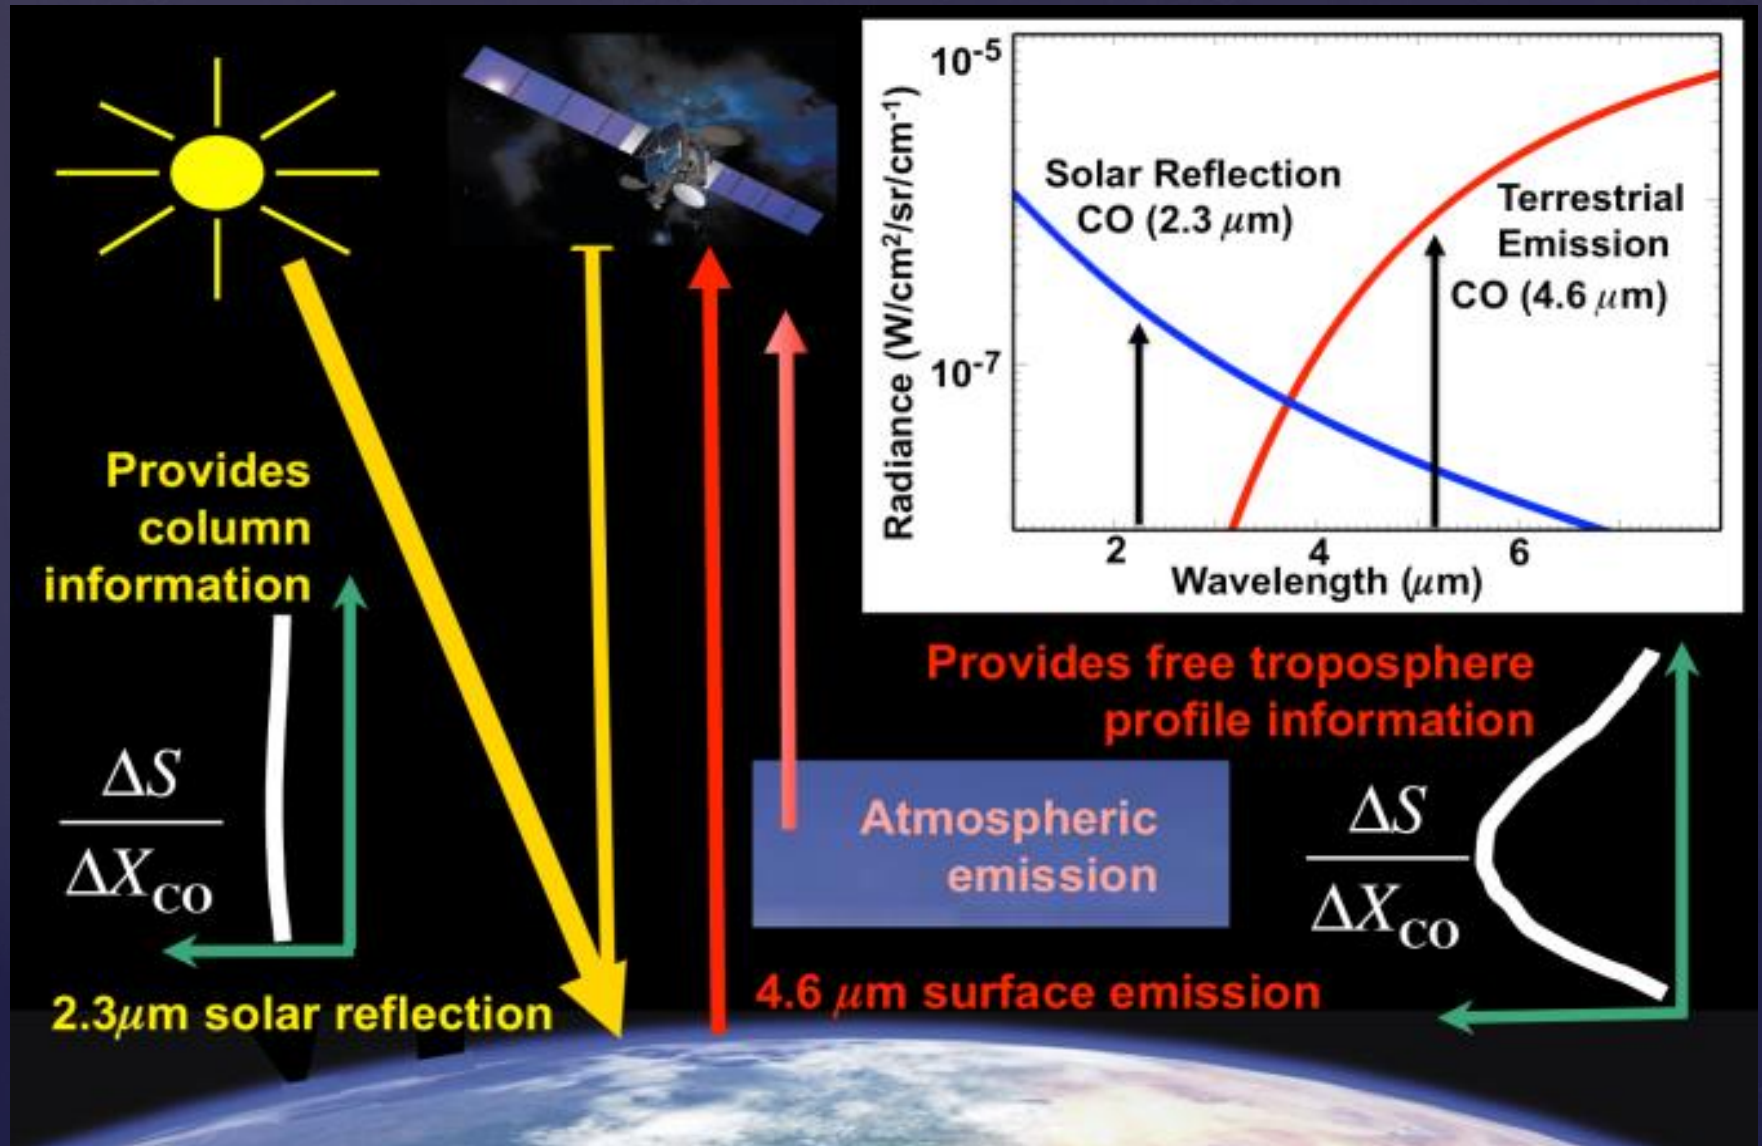 10-5
Radiance (W/cm2/sr/cm-1)
10-7
Solar Reflection
CO (2.3 μm)
Terrestrial
Emission
CO (4.6 μm)
2
4
6
Wavelength (μm)
Provides
column
information
ΔS
ΔXCO
2.3μm solar reflection
Provides free troposphere
profile information
Atmospheric
emission
ΔS
ΔXCO
4.6 μm surface emission